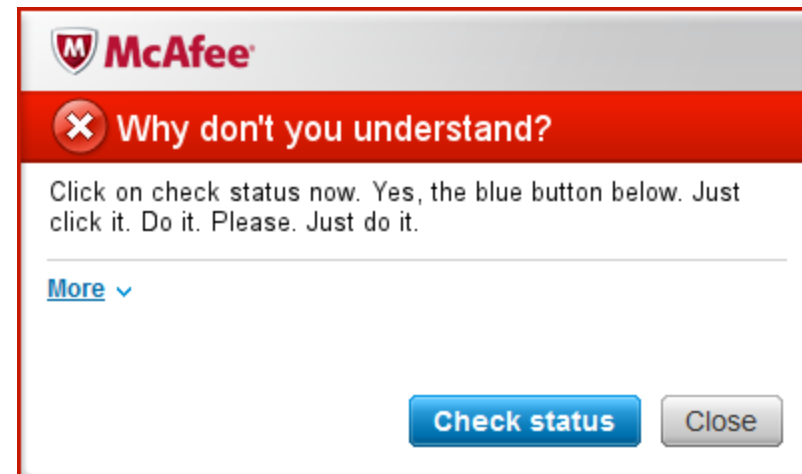 McAfee
Why don't you understand?
Click on check status now. Yes, the blue button below. Just
click it. Do it. Please. Just do it.
More
Check status
Close